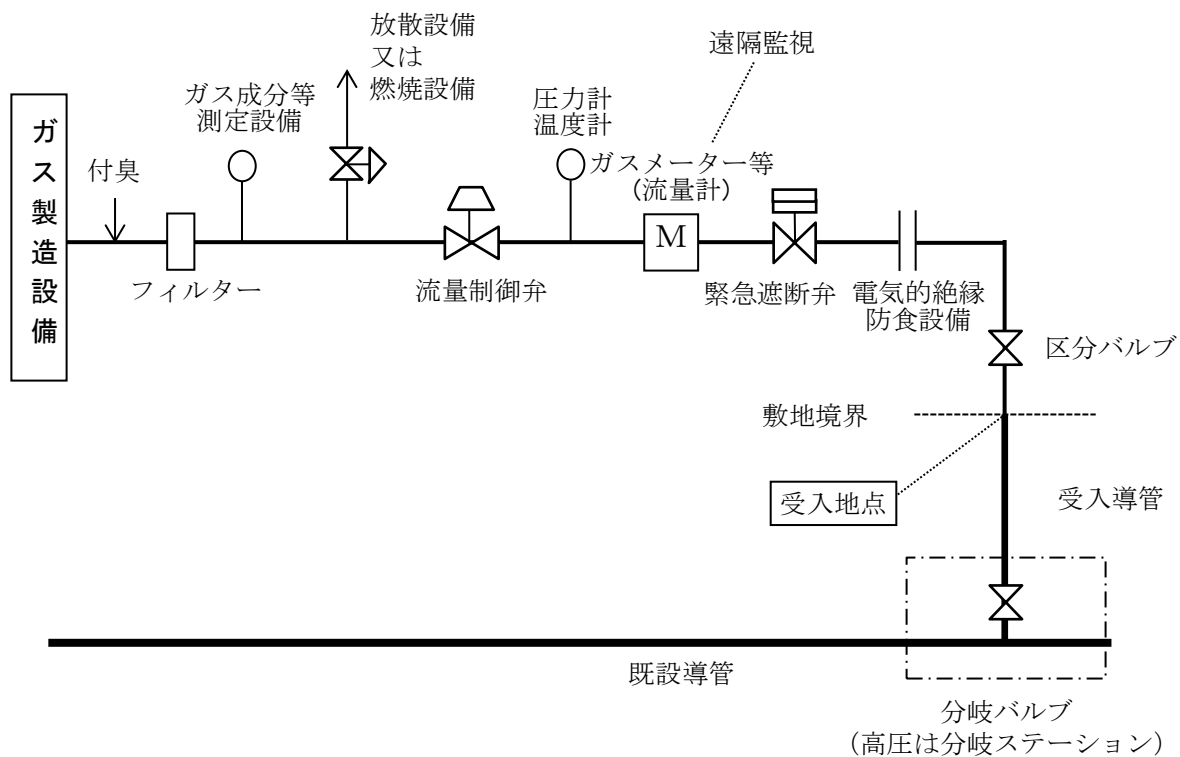 ガス製造設備
付臭
フィルター
ガス成分等
測定設備
放散設備
又は
燃焼設備
流量制御弁
圧力計
温度計
遠隔監視
ガスメーター等
(流量計)
M
緊急遮断弁
電気的絶縁
防食設備
区分バルブ
敷地境界
受入地点
受入導管
既設導管
分岐バルブ
(高圧は分岐ステーション)